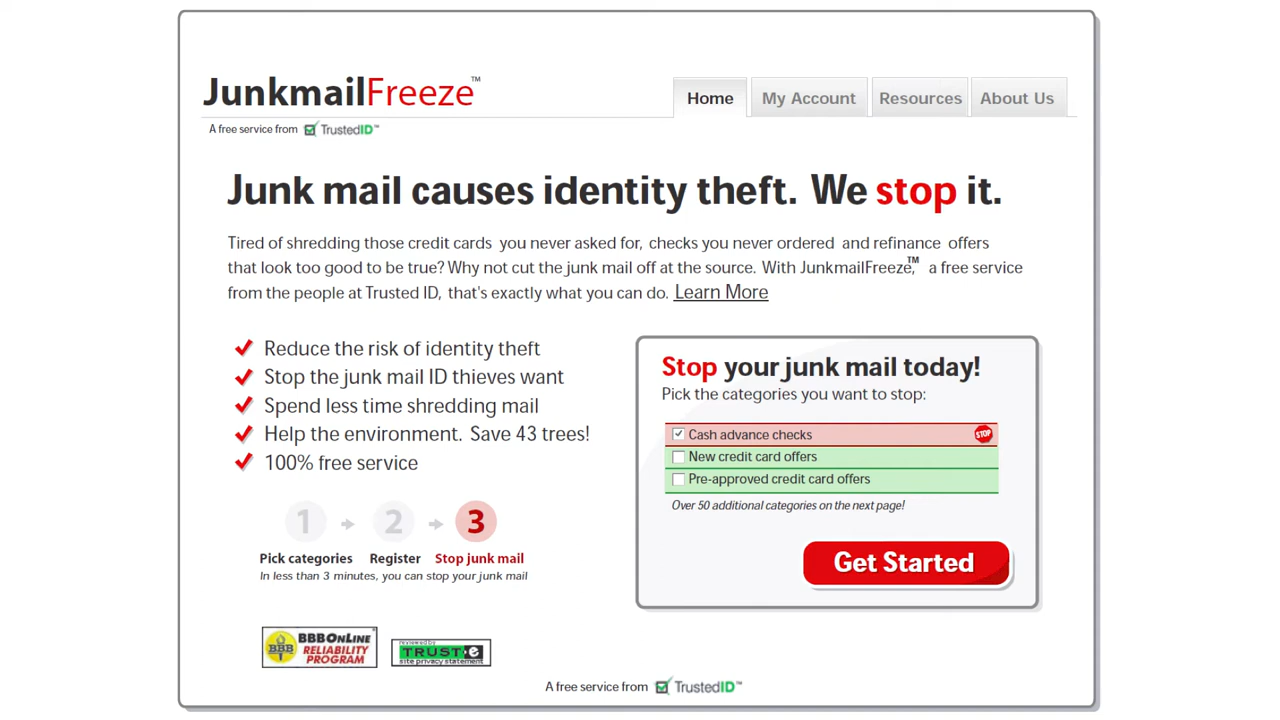 JunkmailFreeze™
Home
My Account
Resources
About Us
A free service from TrustedID™
Junk mail causes identity theft. We stop it.
Tired of shredding those credit cards you never asked for, checks you never ordered and refinance offers
that look too good to be true? Why not cut the junk mail off at the source. With JunkmailFreeze,™ a free service
from the people at Trusted ID, that's exactly what you can do. Learn More
Reduce the risk of identity theft
Stop the junk mail ID thieves want
Spend less time shredding mail
Help the environment. Save 43 trees!
100% free service
1 2 3
Pick categories Register Stop junk mail
In less than 3 minutes, you can stop your junk mail
Stop your junk mail today!
Pick the categories you want to stop:
Cash advance checks STOP
New credit card offers
Pre-approved credit card offers
Over 50 additional categories on the next page!
Get Started
BBB
BBBONLINE
RELIABILITY
PROGRAM
reviewed by
TRUST·e
site privacy statement
A free service from TrustedID™